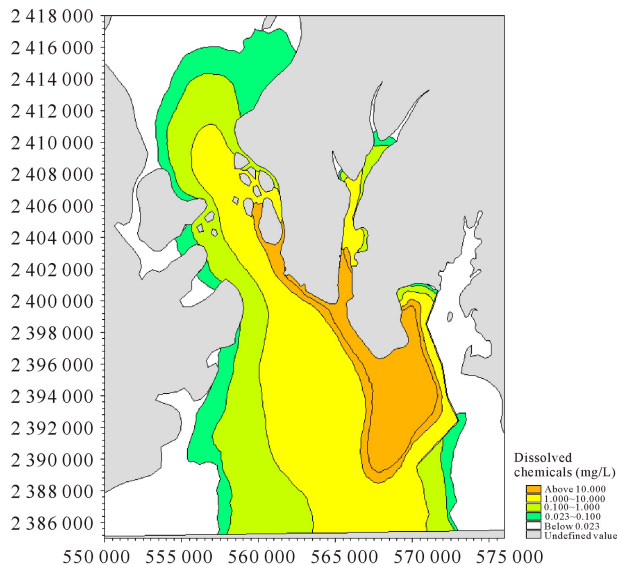 2 418 000
2 416 000
2 414 000
2 412 000
2 410 000
2 408 000
2 406 000
2 404 000
2 402 000
2 400 000
2 398 000
2 396 000
2 394 000
2 392 000
2 390 000
2 388 000
2 386 000
550 000 555 000 560 000 565 000 570 000 575 000
Dissolved
chemicals (mg/L)
Above 10.000
1.000~10.000
0.100~1.000
0.023~0.100
Below 0.023
Undefined value